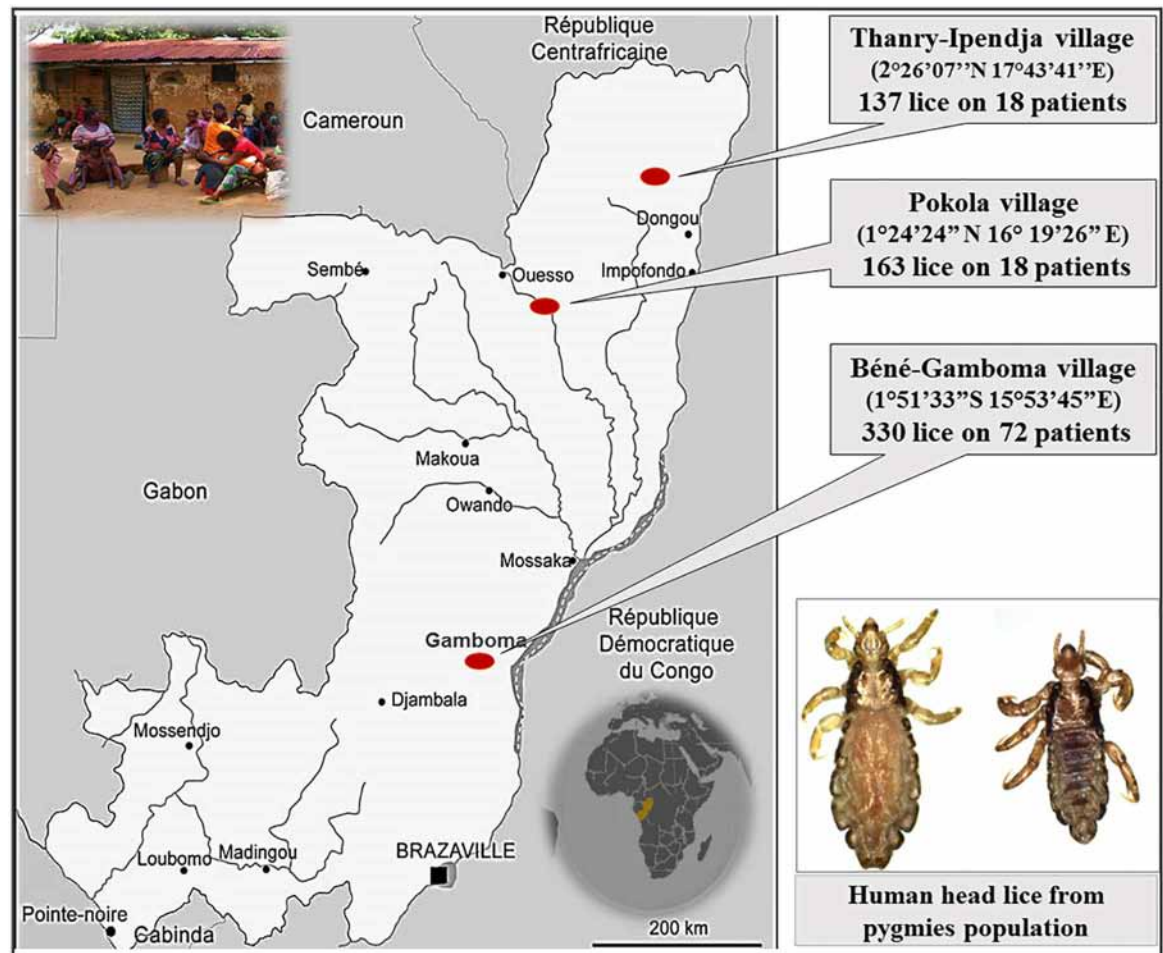 République
Centrafricaine
Cameroun
Thanry-Ipendja village
(2°26’07’’N 17°43’41’’E)
137 lice on 18 patients
Dongou
Pokola village
(1°24’24” N 16° 19’26” E)
163 lice on 18 patients
Sembé
Ouesso
Impofondo
Béné-Gamboma village
(1°51’33”S 15°53’45”E)
330 lice on 72 patients
Makoua
Gabon
Owando
Mossaka
République
Démocratique
du Congo
Gamboma
Djambala
Mossendjo
Loubomo
Madingou
BRAZAVILLE
Pointe-noire
Cabinda
200 km
Human head lice from
pygmies population